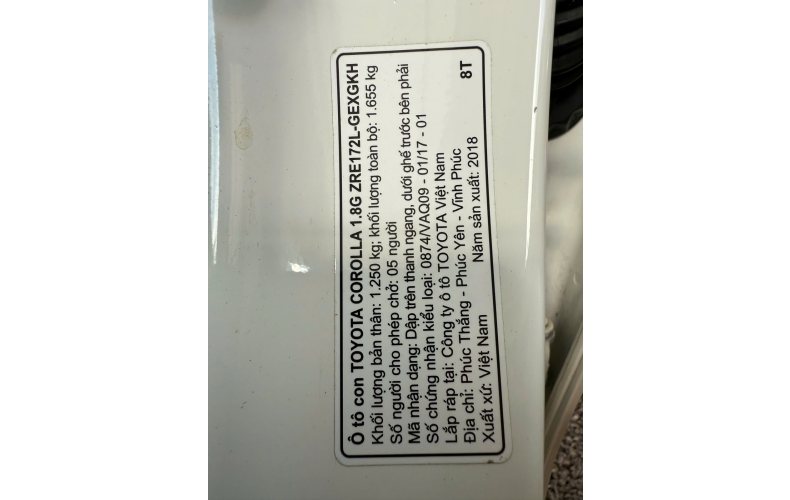 Ô tô con TOYOTA COROLLA 1.8G ZRE172L-GEXGKH
Khối lượng bản thân: 1.250 kg; khối lượng toàn bộ: 1.655 kg
Số người cho phép chở: 05 người
Mã nhận dạng: Dập trên thanh ngang, dưới ghế trước bên phải
Số chứng nhận kiểu loại: 0874/VAQ09 - 01/17 - 01
Lắp ráp tại: Công ty ô tô TOYOTA Việt Nam
Địa chỉ: Phúc Thắng - Phúc Yên - Vĩnh Phúc
Xuất xứ: Việt Nam Năm sản xuất: 2018 8T